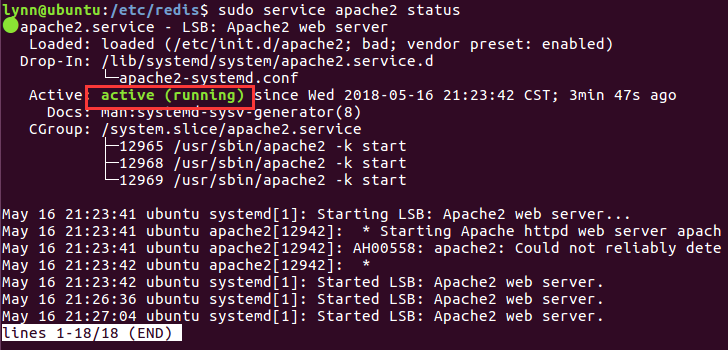 lynn@ubuntu:/etc/redis$ sudo service apache2 status
●apache2.service - LSB: Apache2 web server
   Loaded: loaded (/etc/init.d/apache2; bad; vendor preset: enabled)
  Drop-In: /lib/systemd/system/apache2.service.d
           └─apache2-systemd.conf
   Active: active (running) since Wed 2018-05-16 21:23:42 CST; 3min 47s ago
     Docs: man:systemd-sysv-generator(8)
   CGroup: /system.slice/apache2.service
           ├─12965 /usr/sbin/apache2 -k start
           ├─12968 /usr/sbin/apache2 -k start
           └─12969 /usr/sbin/apache2 -k start
May 16 21:23:41 ubuntu systemd[1]: Starting LSB: Apache2 web server...
May 16 21:23:41 ubuntu apache2[12942]:  * Starting Apache httpd web server apach
May 16 21:23:41 ubuntu apache2[12942]: AH00558: apache2: Could not reliably dete
May 16 21:23:42 ubuntu apache2[12942]:  *
May 16 21:23:42 ubuntu systemd[1]: Started LSB: Apache2 web server.
May 16 21:26:36 ubuntu systemd[1]: Started LSB: Apache2 web server.
May 16 21:27:04 ubuntu systemd[1]: Started LSB: Apache2 web server.
lines 1-18/18 (END)